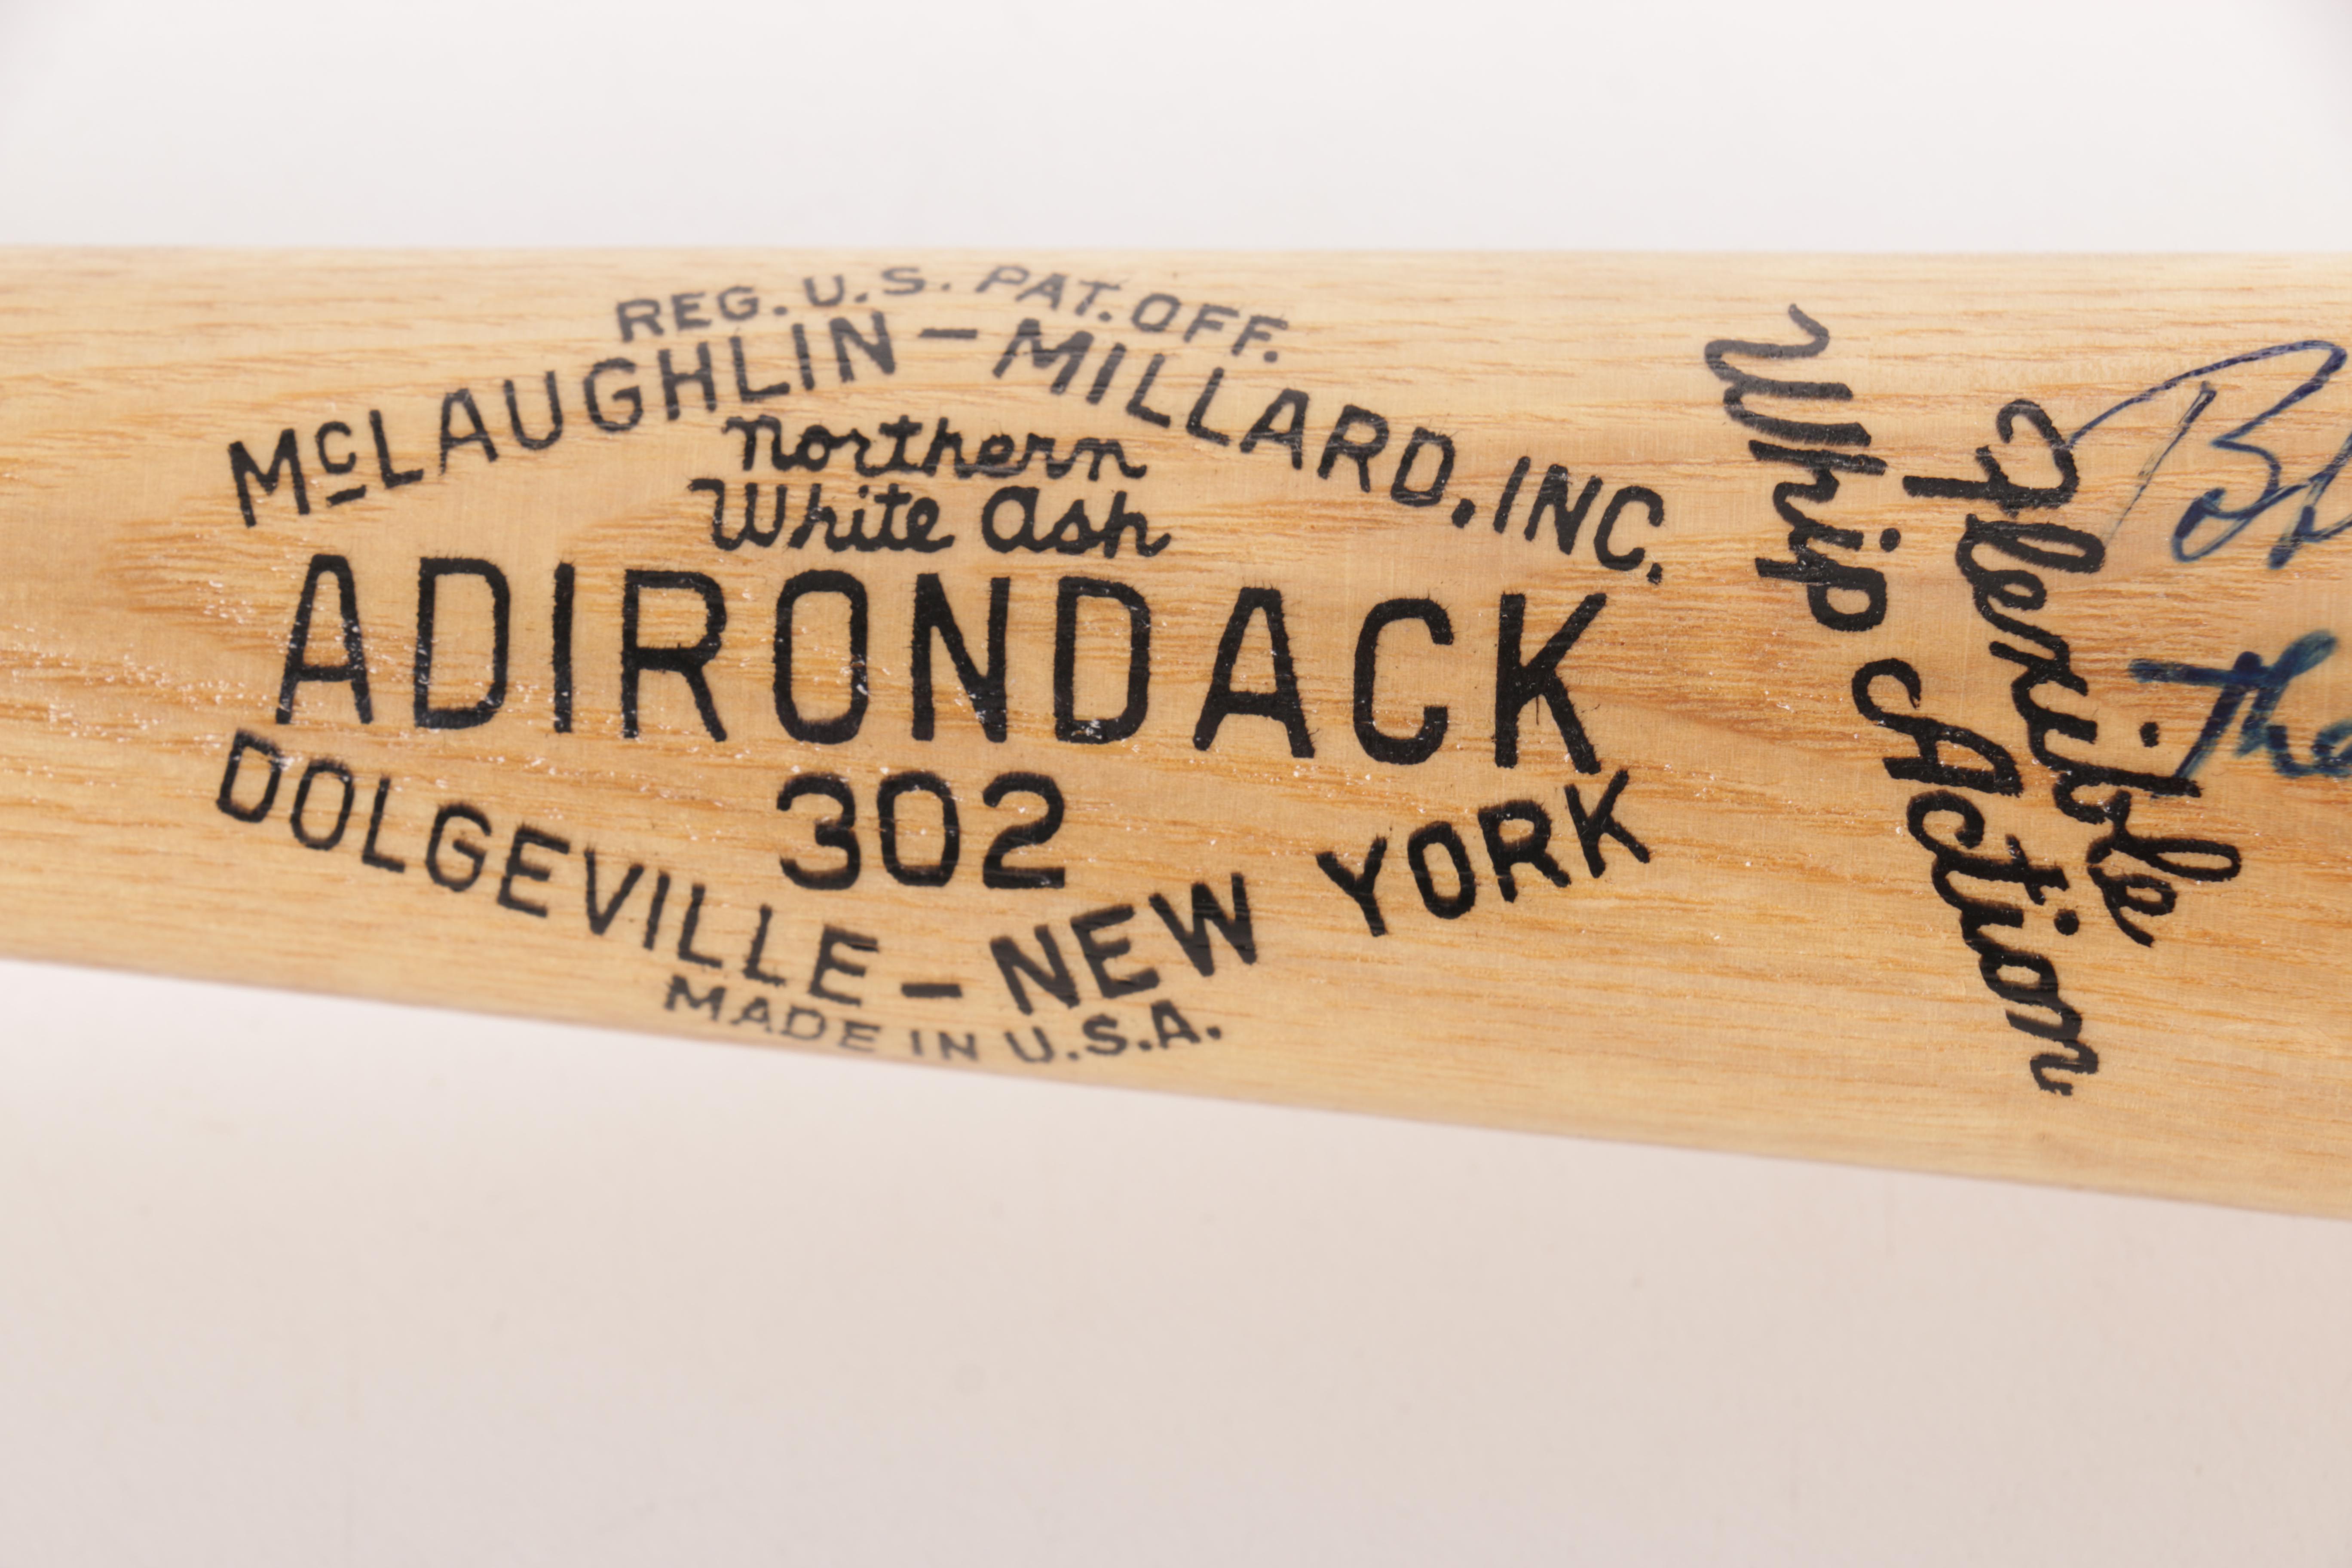 REG. U.S. PAT. OFF.
McLAUGHLIN - MILLARD, INC.
Northern
White Ash
ADIRONDACK
302
DOLGEVILLE - NEW YORK
MADE IN U.S.A.
Flexible
Whip Action
The